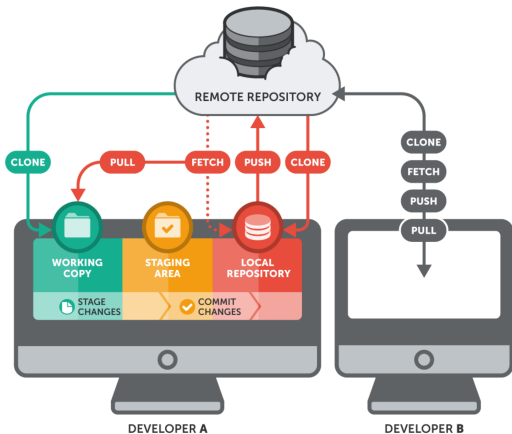 REMOTE REPOSITORY
CLONE
PULL
FETCH
PUSH
CLONE
CLONE
FETCH
PUSH
PULL
WORKING
COPY
STAGING
AREA
LOCAL
REPOSITORY
STAGE
CHANGES
COMMIT
CHANGES
DEVELOPER A
DEVELOPER B